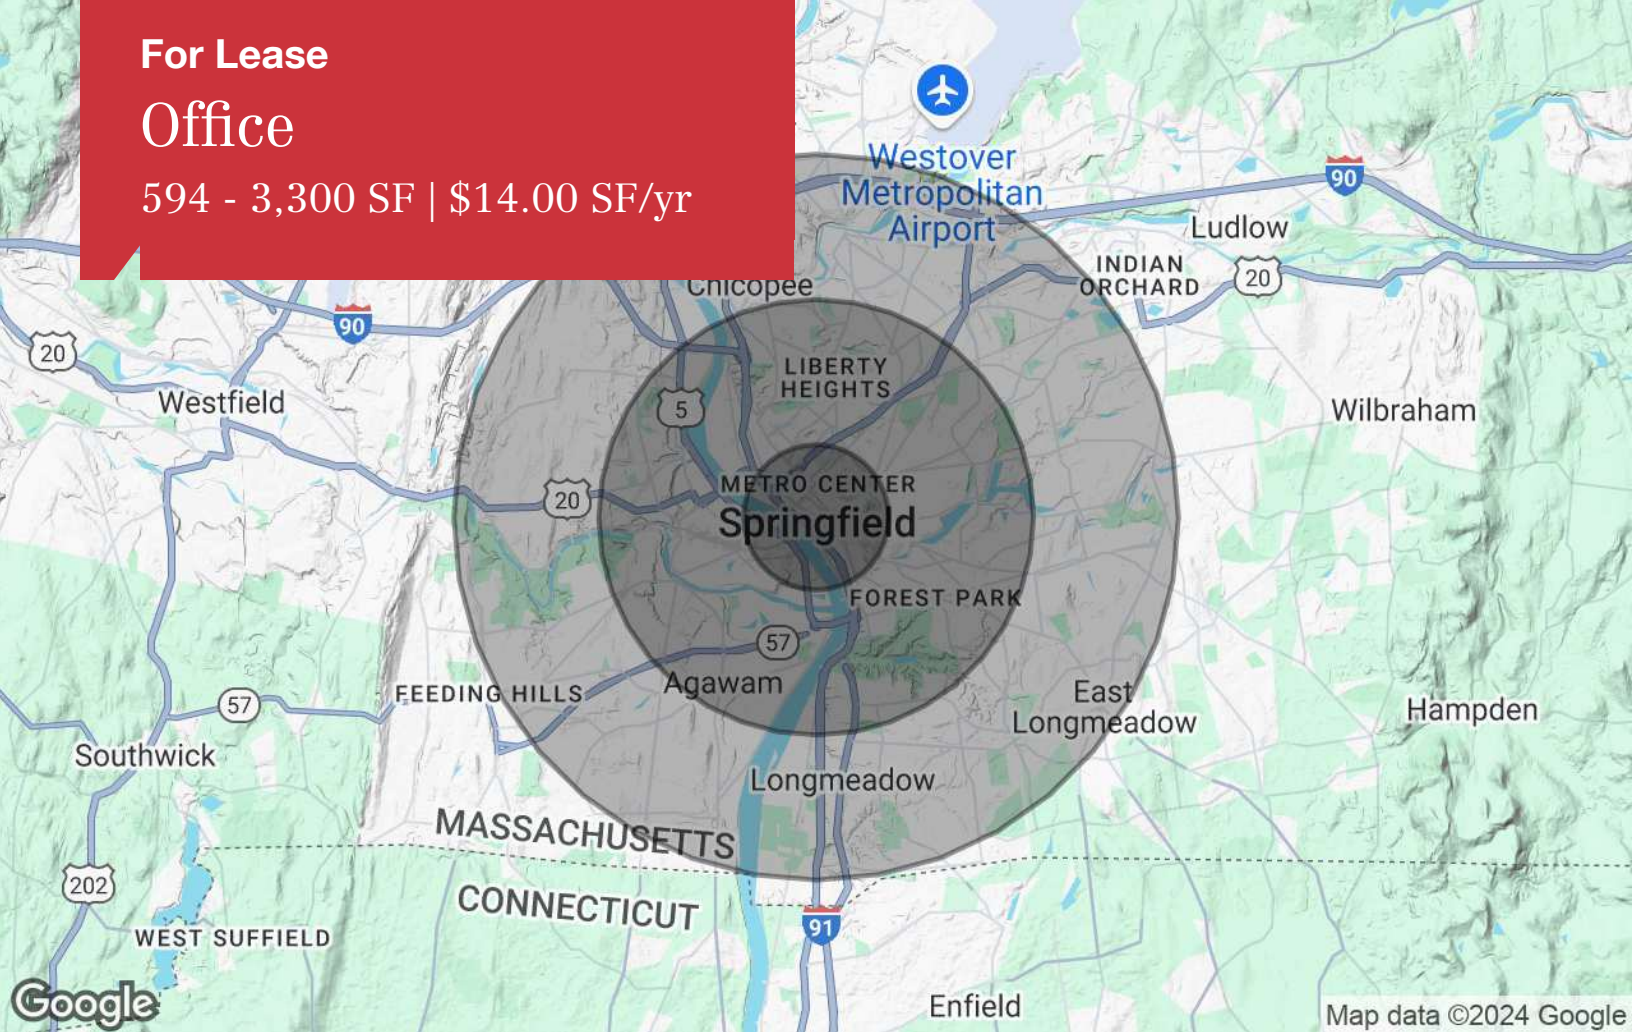 For Lease
Office
594 - 3,300 SF | $14.00 SF/yr
Westover
Metropolitan
Airport
90
Ludlow
INDIAN
ORCHARD
20
Chicopee
90
20
LIBERTY
HEIGHTS
Westfield
5
Wilbraham
METRO CENTER
20
Springfield
FOREST PARK
57
Agawam
FEEDING HILLS
57
East
Longmeadow
Hampden
Southwick
Longmeadow
MASSACHUSETTS
202
CONNECTICUT
91
WEST SUFFIELD
Google
Enfield
Map data ©2024 Google